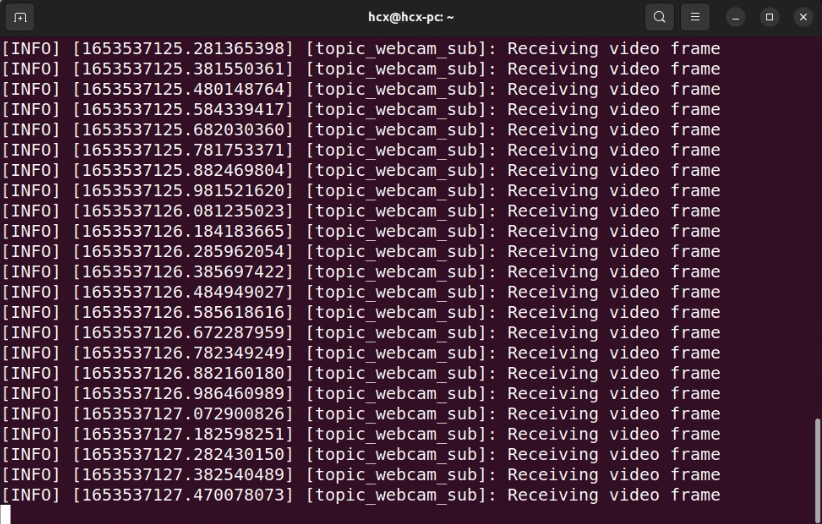 hcx@hcx-pc: ~
[INFO] [1653537125.281365398] [topic_webcam_sub]: Receiving video frame
[INFO] [1653537125.381550361] [topic_webcam_sub]: Receiving video frame
[INFO] [1653537125.480148764] [topic_webcam_sub]: Receiving video frame
[INFO] [1653537125.584339417] [topic_webcam_sub]: Receiving video frame
[INFO] [1653537125.682030360] [topic_webcam_sub]: Receiving video frame
[INFO] [1653537125.781753371] [topic_webcam_sub]: Receiving video frame
[INFO] [1653537125.882469804] [topic_webcam_sub]: Receiving video frame
[INFO] [1653537125.981521620] [topic_webcam_sub]: Receiving video frame
[INFO] [1653537126.081235023] [topic_webcam_sub]: Receiving video frame
[INFO] [1653537126.184183665] [topic_webcam_sub]: Receiving video frame
[INFO] [1653537126.285962054] [topic_webcam_sub]: Receiving video frame
[INFO] [1653537126.385697422] [topic_webcam_sub]: Receiving video frame
[INFO] [1653537126.484949027] [topic_webcam_sub]: Receiving video frame
[INFO] [1653537126.585618616] [topic_webcam_sub]: Receiving video frame
[INFO] [1653537126.672287959] [topic_webcam_sub]: Receiving video frame
[INFO] [1653537126.782349249] [topic_webcam_sub]: Receiving video frame
[INFO] [1653537126.882160180] [topic_webcam_sub]: Receiving video frame
[INFO] [1653537126.986460989] [topic_webcam_sub]: Receiving video frame
[INFO] [1653537127.072900826] [topic_webcam_sub]: Receiving video frame
[INFO] [1653537127.182598251] [topic_webcam_sub]: Receiving video frame
[INFO] [1653537127.282430150] [topic_webcam_sub]: Receiving video frame
[INFO] [1653537127.382540489] [topic_webcam_sub]: Receiving video frame
[INFO] [1653537127.470078073] [topic_webcam_sub]: Receiving video frame